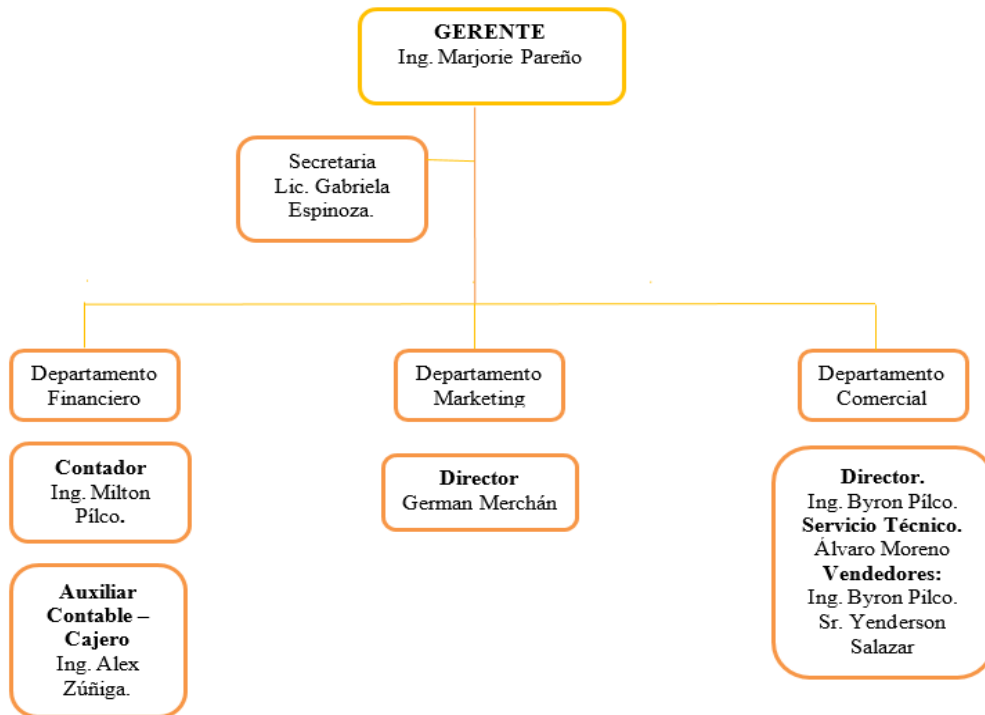 GERENTE
Ing. Marjorie Pareño
Secretaria
Lic. Gabriela
Espinoza.
Departamento
Financiero
Departamento
Marketing
Departamento
Comercial
Contador
Ing. Milton
Pílco.
Auxiliar
Contable –
Cajero
Ing. Alex
Zúñiga.
Director
German Merchán
Director.
Ing. Byron Pílco.
Servicio Técnico.
Álvaro Moreno
Vendedores:
Ing. Byron Pilco.
Sr. Yenderson
Salazar